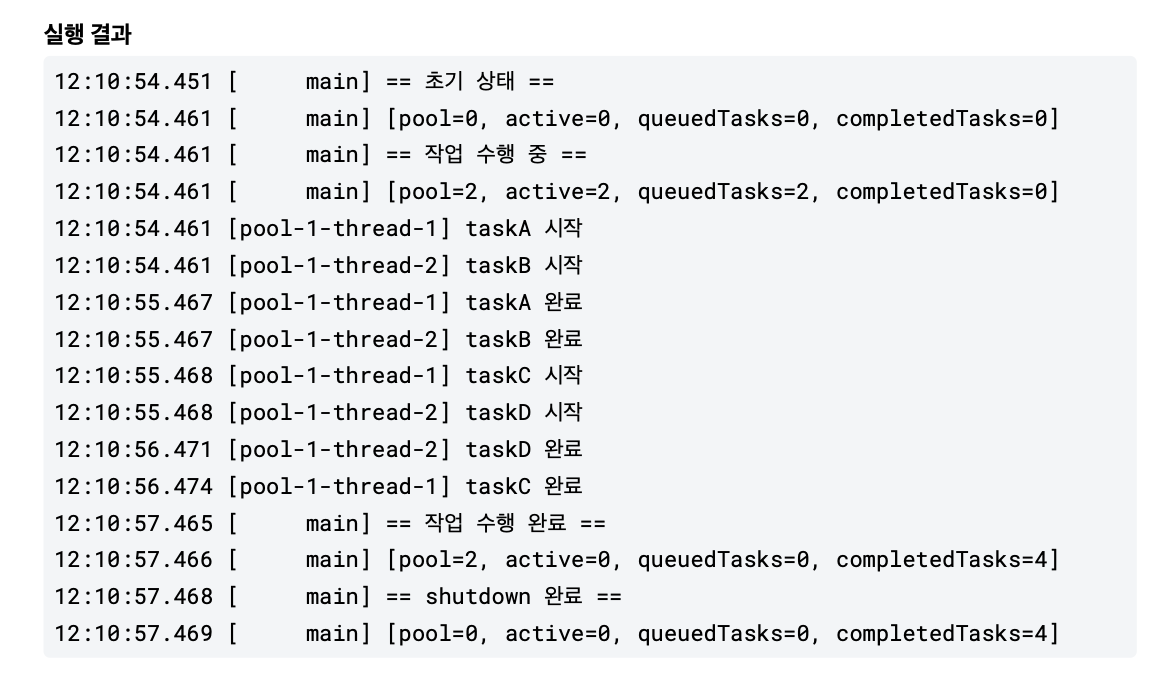 실행 결과
12:10:54.451 [     main] == 초기 상태 ==
12:10:54.461 [     main] [pool=0, active=0, queuedTasks=0, completedTasks=0]
12:10:54.461 [     main] == 작업 수행 중 ==
12:10:54.461 [     main] [pool=2, active=2, queuedTasks=2, completedTasks=0]
12:10:54.461 [pool-1-thread-1] taskA 시작
12:10:54.461 [pool-1-thread-2] taskB 시작
12:10:55.467 [pool-1-thread-1] taskA 완료
12:10:55.467 [pool-1-thread-2] taskB 완료
12:10:55.468 [pool-1-thread-1] taskC 시작
12:10:55.468 [pool-1-thread-2] taskD 시작
12:10:56.471 [pool-1-thread-2] taskD 완료
12:10:56.474 [pool-1-thread-1] taskC 완료
12:10:57.465 [     main] == 작업 수행 완료 ==
12:10:57.466 [     main] [pool=2, active=0, queuedTasks=0, completedTasks=4]
12:10:57.468 [     main] == shutdown 완료 ==
12:10:57.469 [     main] [pool=0, active=0, queuedTasks=0, completedTasks=4]